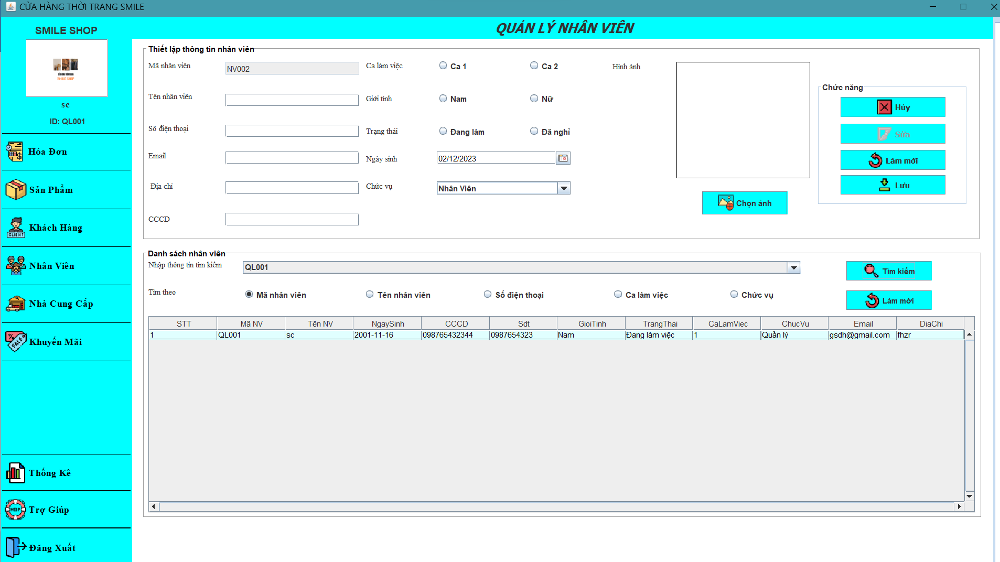 CỬA HÀNG THỜI TRANG SMILE
SMILE SHOP
SMILE SHOP
sc
ID: QL001
Hóa Đơn
Sản Phẩm
CLIENT
Khách Hàng
Nhân Viên
Nhà Cung Cấp
SALE
Khuyến Mãi
Thống Kê
HELP
Trợ Giúp
Đăng Xuất
QUẢN LÝ NHÂN VIÊN
Thiết lập thông tin nhân viên
Mã nhân viên NV002 Ca làm việc Ca 1 Ca 2 Hình ảnh
Tên nhân viên Giới tính Nam Nữ
Số điện thoại Trạng thái Đang làm Đã nghỉ
Email Ngày sinh 02/12/2023
Địa chỉ Chức vụ Nhân Viên
CCCD
Chọn ảnh
Chức năng
Hủy
Sửa
Làm mới
Lưu
Danh sách nhân viên
Nhập thông tin tìm kiếm QL001 Tìm kiếm
Tìm theo Mã nhân viên Tên nhân viên Số điện thoại Ca làm việc Chức vụ Làm mới
STT Mã NV Tên NV NgaySinh CCCD Sdt GioiTinh TrangThai CaLamViec ChucVu Email DiaChi
1 QL001 sc 2001-11-16 098765432344 0987654323 Nam Đang làm việc 1 Quản lý gsdh@gmail.com fhzr